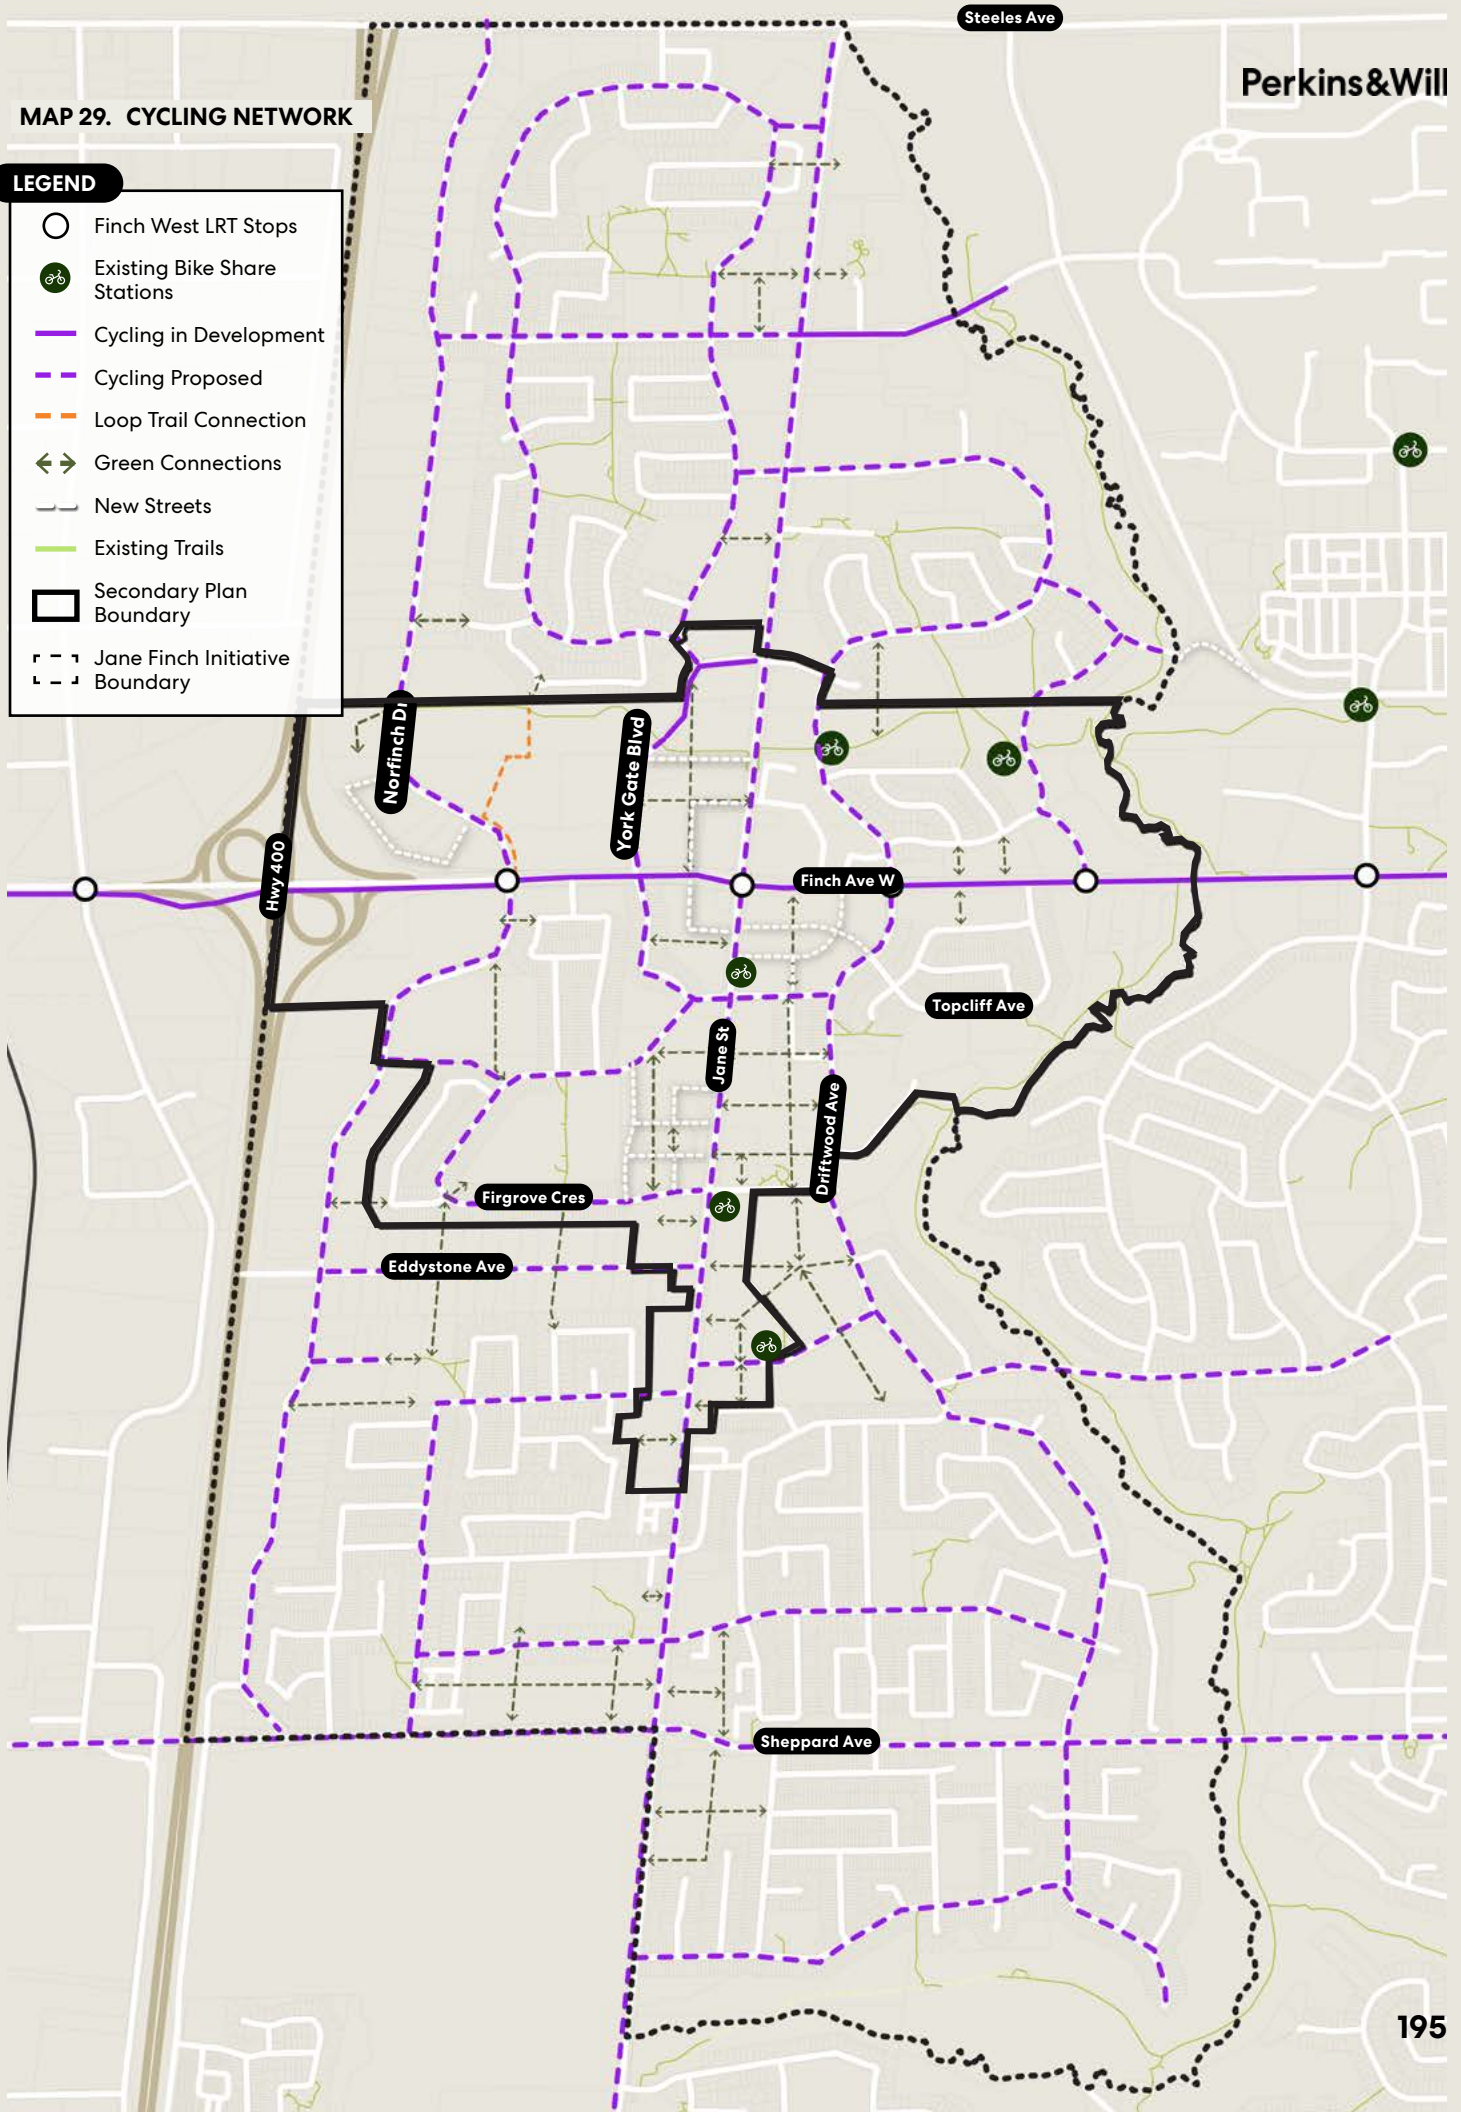 Steeles Ave
Perkins&Will
MAP 29. CYCLING NETWORK
LEGEND
Finch West LRT Stops
Existing Bike Share
Stations
Cycling in Development
Cycling Proposed
Loop Trail Connection
Green Connections
New Streets
Existing Trails
Secondary Plan
Boundary
Jane Finch Initiative
Boundary
Norfinch D
York Gate Blvd
Hwy 400
Finch Ave W
Topcliff Ave
Jane St
Driftwood Ave
Firgrove Cres
Eddystone Ave
Sheppard Ave
195